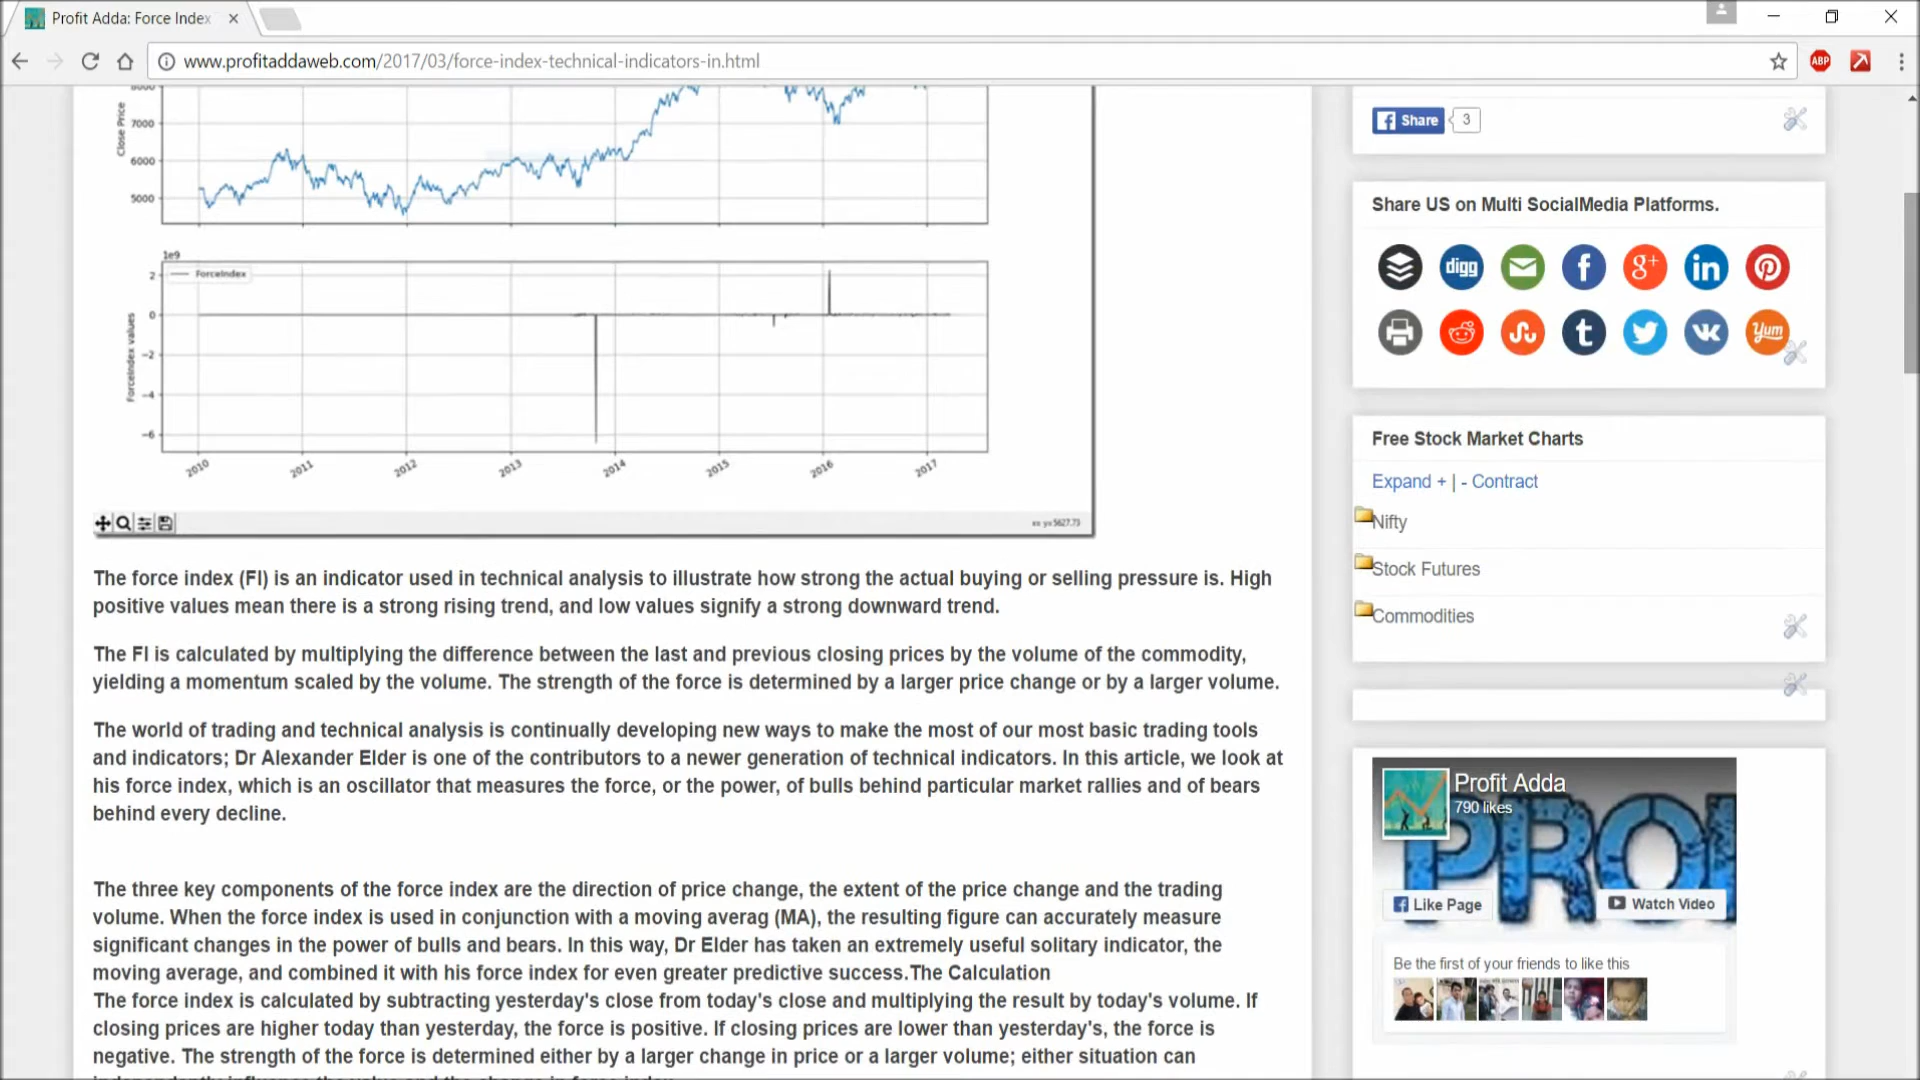 Profit Adda: Force Index
www.profitaddaweb.com/2017/03/force-index-technical-indicators-in.html
ABP
8000
7000
6000
5000
Close Price
1e9
ForceIndex
2
0
−2
−4
−6
ForceIndex values
2010 2011 2012 2013 2014 2015 2016 2017
y=5627.73
The force index (FI) is an indicator used in technical analysis to illustrate how strong the actual buying or selling pressure is. High
positive values mean there is a strong rising trend, and low values signify a strong downward trend.
The FI is calculated by multiplying the difference between the last and previous closing prices by the volume of the commodity,
yielding a momentum scaled by the volume. The strength of the force is determined by a larger price change or by a larger volume.
The world of trading and technical analysis is continually developing new ways to make the most of our most basic trading tools
and indicators; Dr Alexander Elder is one of the contributors to a newer generation of technical indicators. In this article, we look at
his force index, which is an oscillator that measures the force, or the power, of bulls behind particular market rallies and of bears
behind every decline.
The three key components of the force index are the direction of price change, the extent of the price change and the trading
volume. When the force index is used in conjunction with a moving averag (MA), the resulting figure can accurately measure
significant changes in the power of bulls and bears. In this way, Dr Elder has taken an extremely useful solitary indicator, the
moving average, and combined it with his force index for even greater predictive success.The Calculation
The force index is calculated by subtracting yesterday's close from today's close and multiplying the result by today's volume. If
closing prices are higher today than yesterday, the force is positive. If closing prices are lower than yesterday's, the force is
negative. The strength of the force is determined either by a larger change in price or a larger volume; either situation can
Share 3
Share US on Multi SocialMedia Platforms.
digg
g+
in
t
Yum
Free Stock Market Charts
Expand + | - Contract
Nifty
Stock Futures
Commodities
Profit Adda
790 likes
PRO
Like Page
Watch Video
Be the first of your friends to like this